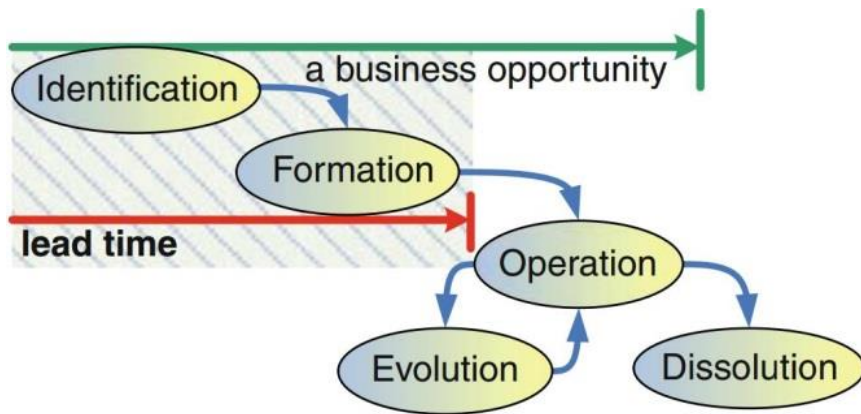 a business opportunity
Identification
Formation
lead time
Operation
Evolution
Dissolution